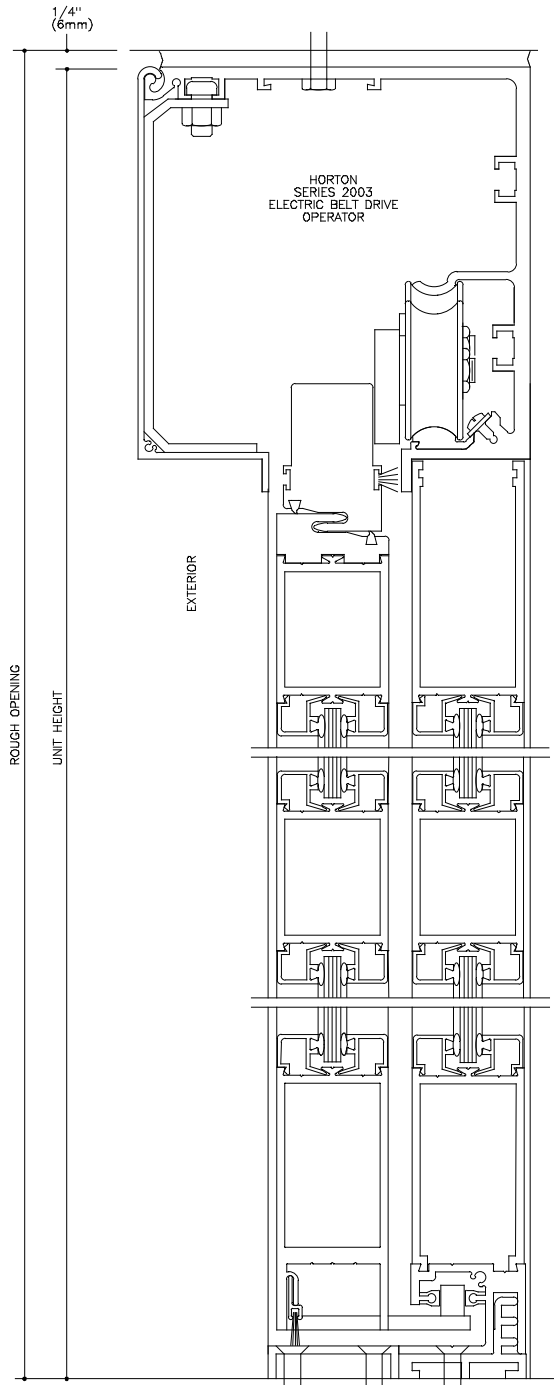 1/4"
(6mm)
HORTON
SERIES 2003
ELECTRIC BELT DRIVE
OPERATOR
EXTERIOR
ROUGH OPENING
UNIT HEIGHT